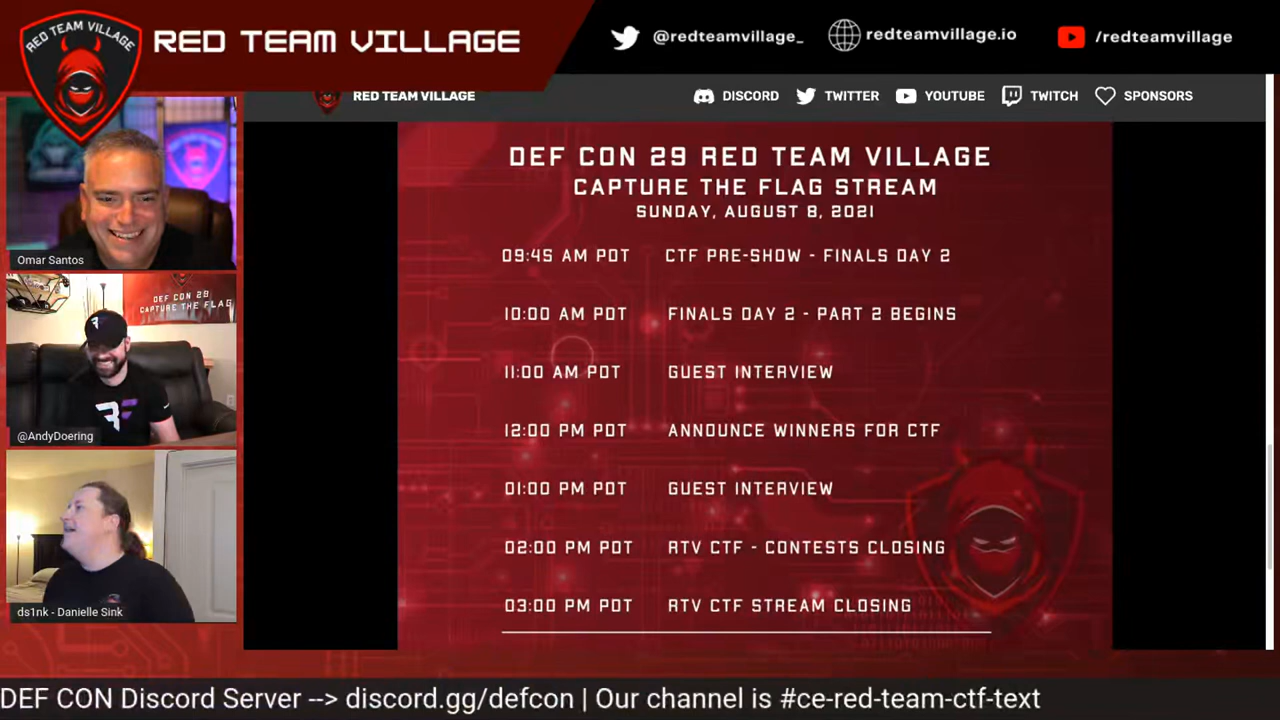 RED TEAM VILLAGE
RED TEAM VILLAGE
@redteamvillage_
redteamvillage.io
/redteamvillage
RED TEAM VILLAGE
DISCORD
TWITTER
YOUTUBE
TWITCH
SPONSORS
Omar Santos
DEF CON 29
CAPTURE THE FLAG
@AndyDoering
ds1nk - Danielle Sink
DEF CON 29 RED TEAM VILLAGE
CAPTURE THE FLAG STREAM
SUNDAY, AUGUST 8, 2021
09:45 AM PDT CTF PRE-SHOW - FINALS DAY 2
10:00 AM PDT FINALS DAY 2 - PART 2 BEGINS
11:00 AM PDT GUEST INTERVIEW
12:00 PM PDT ANNOUNCE WINNERS FOR CTF
01:00 PM PDT GUEST INTERVIEW
02:00 PM PDT RTV CTF - CONTESTS CLOSING
03:00 PM PDT RTV CTF STREAM CLOSING
DEF CON Discord Server --> discord.gg/defcon | Our channel is #ce-red-team-ctf-text